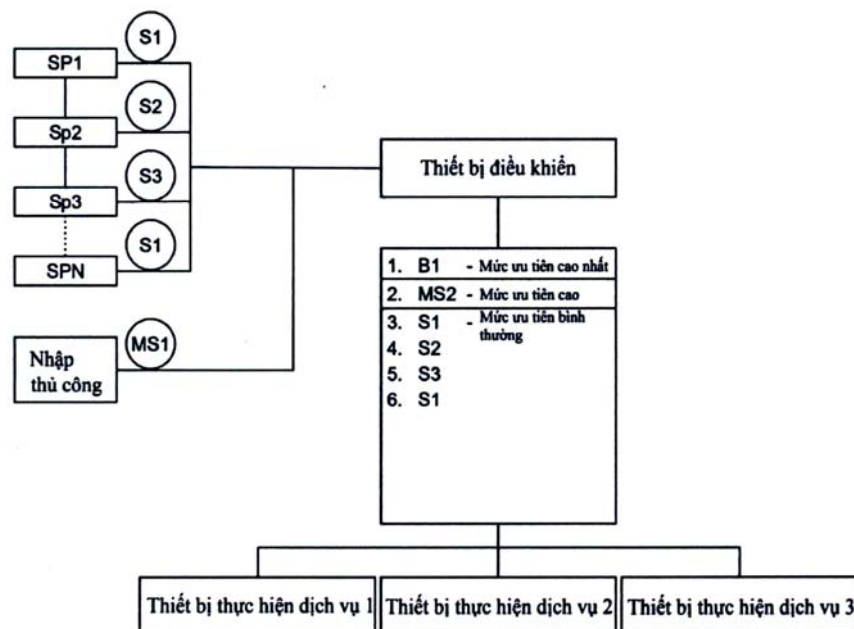 S1
SP1
S2
Sp2
S3
Sp3
S1
SPN
MS1
Nhập
thủ công
Thiết bị điều khiển
1. B1 - Mức ưu tiên cao nhất
2. MS2 - Mức ưu tiên cao
3. S1 - Mức ưu tiên bình
thường
4. S2
5. S3
6. S1
Thiết bị thực hiện dịch vụ 1
Thiết bị thực hiện dịch vụ 2
Thiết bị thực hiện dịch vụ 3